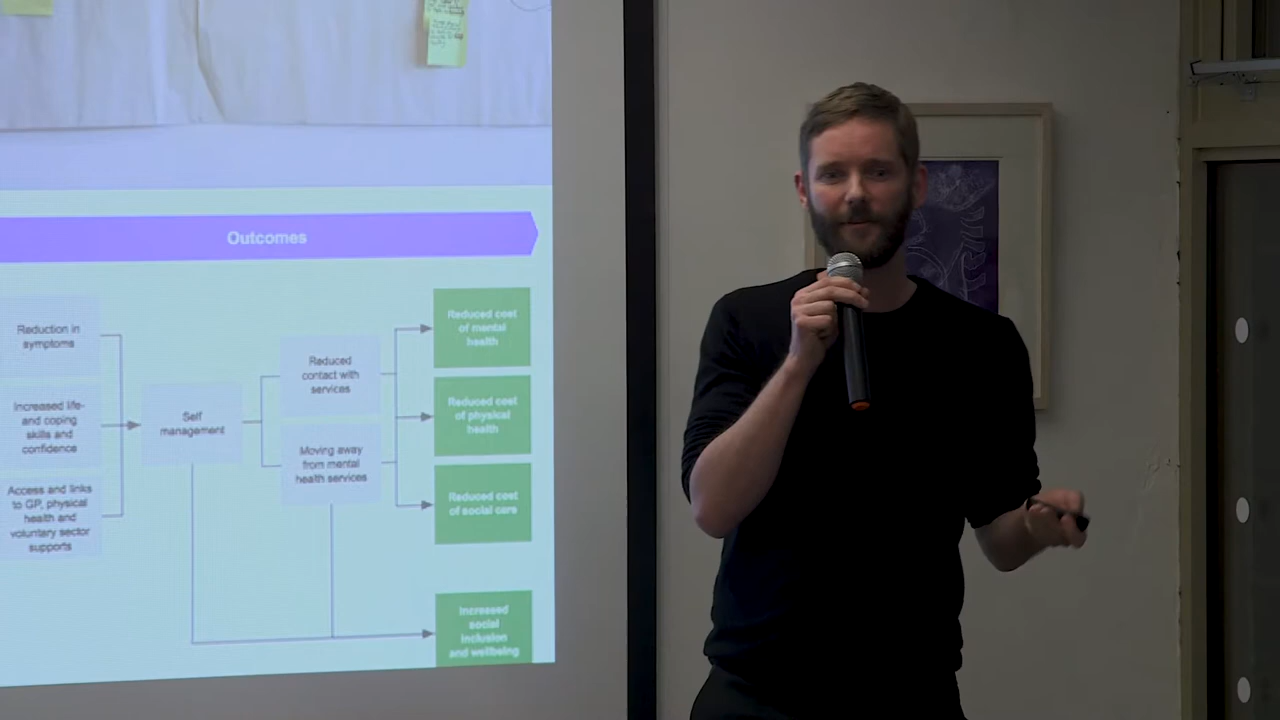 Outcomes
Reduction in
symptoms
Increased life-
and coping
skills and
confidence
Access and links
to GP, physical
health and
voluntary sector
supports
Self
management
Reduced
contact with
services
Moving away
from mental
health services
Reduced cost
of mental
health
Reduced cost
of physical
health
Reduced cost
of social care
Increased
social
inclusion
and wellbeing